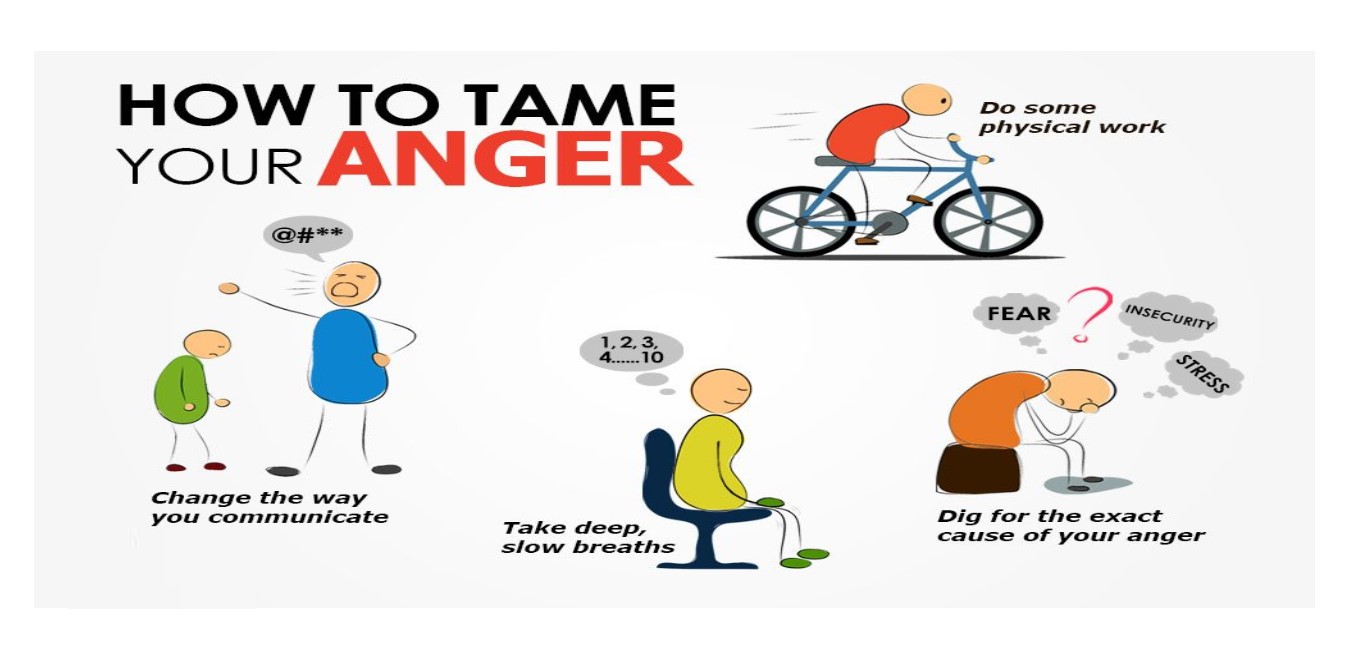 HOW TO TAME
YOUR ANGER
Do some
physical work
@#**
Change the way
you communicate
1, 2, 3,
4......10
Take deep,
slow breaths
FEAR
?
INSECURITY
STRESS
Dig for the exact
cause of your anger